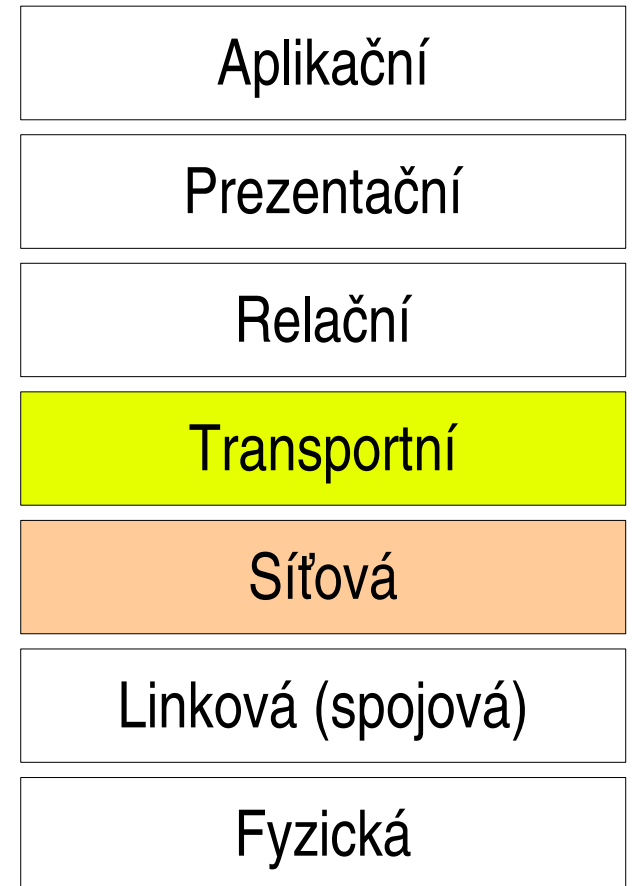 Aplikační
Prezentační
Relační
Transportní
Síťová
Linková (spojová)
Fyzická